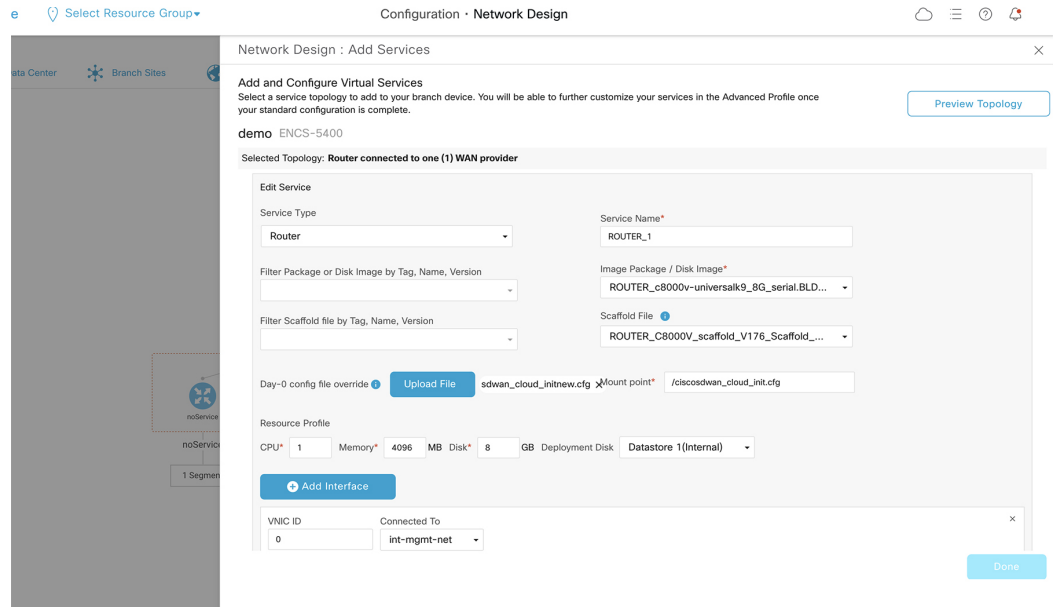 e
Select Resource Group
Configuration · Network Design
Network Design : Add Services
ata Center
Branch Sites
Add and Configure Virtual Services
Select a service topology to add to your branch device. You will be able to further customize your services in the Advanced Profile once
your standard configuration is complete.
Preview Topology
demo ENCS-5400
Selected Topology: Router connected to one (1) WAN provider
Edit Service
Service Type
Service Name*
Router
ROUTER_1
Filter Package or Disk Image by Tag, Name, Version
Image Package / Disk Image*
ROUTER_c8000v-universalk9_8G_serial.BLD...
Filter Scaffold file by Tag, Name, Version
Scaffold File
ROUTER_C8000V_scaffold_V176_Scaffold_...
Day-0 config file override
Upload File
sdwan_cloud_initnew.cfg
Mount point*
/ciscosdwan_cloud_init.cfg
noService
Resource Profile
noService
CPU* 1 Memory* 4096 MB Disk* 8 GB Deployment Disk Datastore 1(Internal)
1 Segmen
Add Interface
VNIC ID
Connected To
0
int-mgmt-net
Done